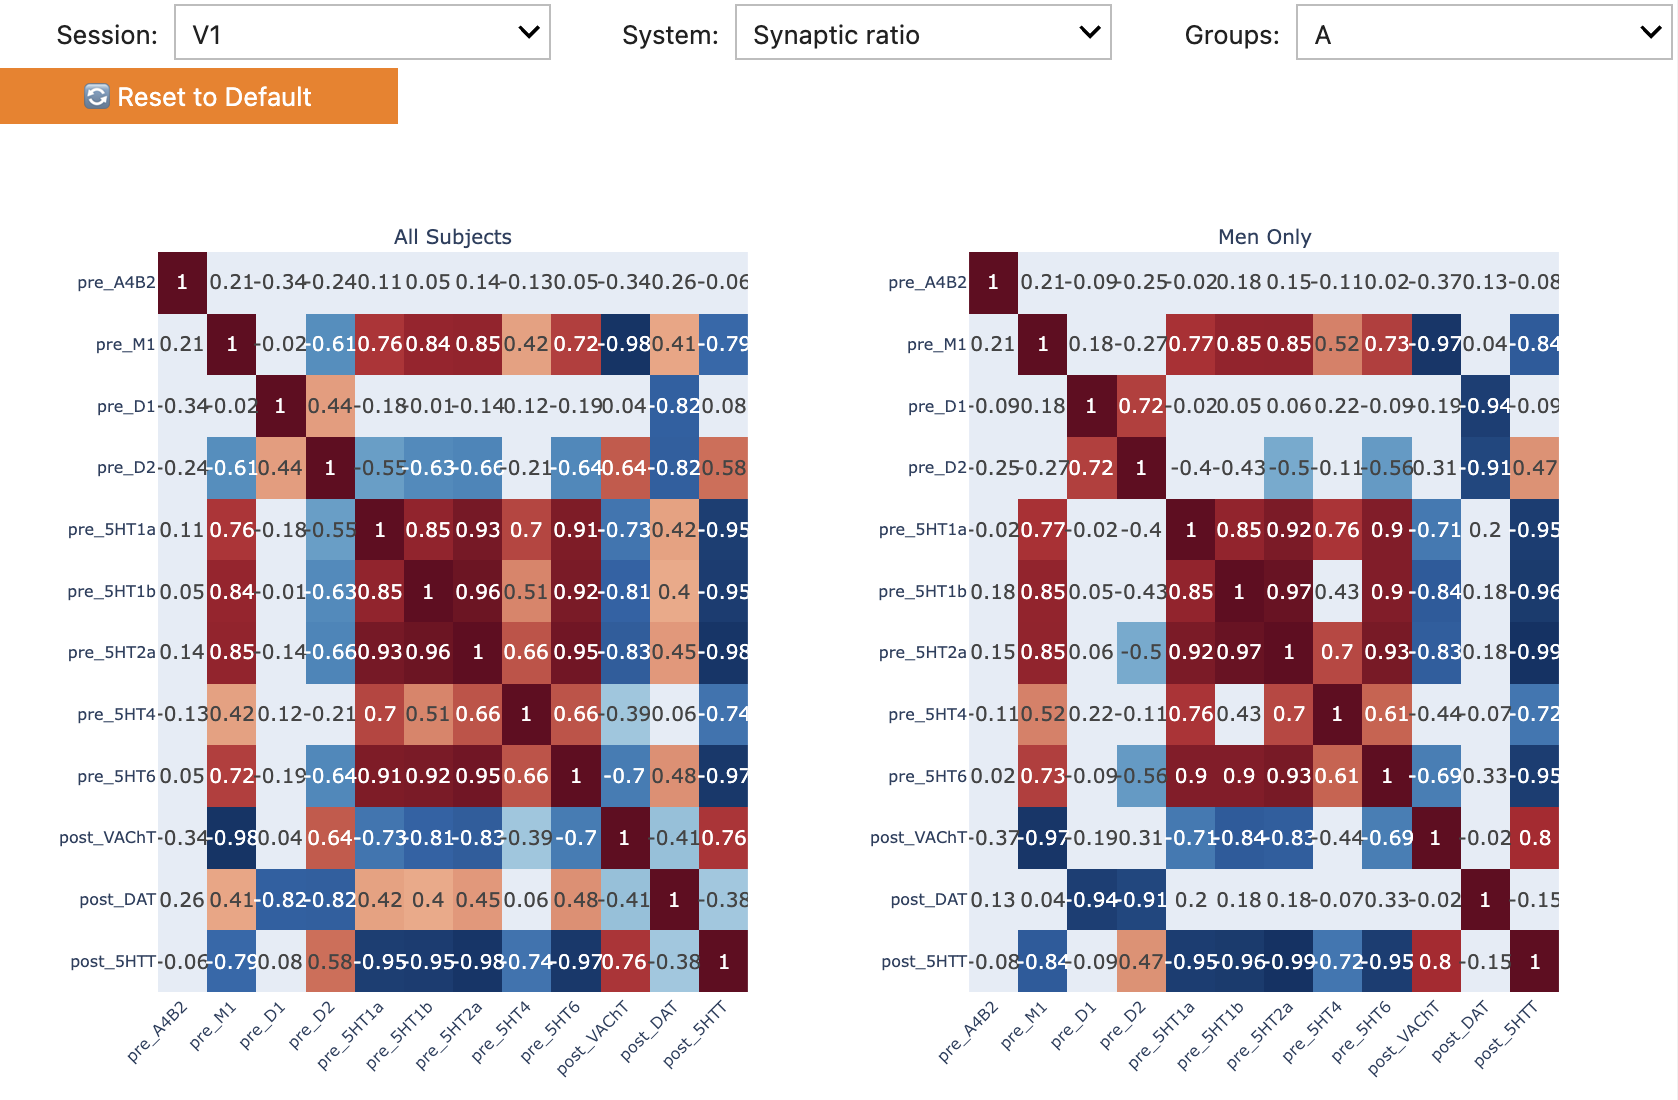 Session: V1 System: Synaptic ratio Groups: A
Reset to Default
All Subjects
pre_A4B2 1 0.21 -0.34 -0.24 0.11 0.05 0.14 -0.13 0.05 -0.34 0.26 -0.06
pre_M1 0.21 1 -0.02 -0.61 0.76 0.84 0.85 0.42 0.72 -0.98 0.41 -0.79
pre_D1 -0.34 -0.02 1 0.44 -0.18 -0.01 -0.14 0.12 -0.19 0.04 -0.82 0.08
pre_D2 -0.24 -0.61 0.44 1 -0.55 -0.63 -0.66 -0.21 -0.64 0.64 -0.82 0.58
pre_5HT1a 0.11 0.76 -0.18 -0.55 1 0.85 0.93 0.7 0.91 -0.73 0.42 -0.95
pre_5HT1b 0.05 0.84 -0.01 -0.63 0.85 1 0.96 0.51 0.92 -0.81 0.4 -0.95
pre_5HT2a 0.14 0.85 -0.14 -0.66 0.93 0.96 1 0.66 0.95 -0.83 0.45 -0.98
pre_5HT4 -0.13 0.42 0.12 -0.21 0.7 0.51 0.66 1 0.66 -0.39 0.06 -0.74
pre_5HT6 0.05 0.72 -0.19 -0.64 0.91 0.92 0.95 0.66 1 -0.7 0.48 -0.97
post_VAChT -0.34 -0.98 0.04 0.64 -0.73 -0.81 -0.83 -0.39 -0.7 1 -0.41 0.76
post_DAT 0.26 0.41 -0.82 -0.82 0.42 0.4 0.45 0.06 0.48 -0.41 1 -0.38
post_5HTT -0.06 -0.79 0.08 0.58 -0.95 -0.95 -0.98 -0.74 -0.97 0.76 -0.38 1
pre_A4B2 pre_M1 pre_D1 pre_D2 pre_5HT1a pre_5HT1b pre_5HT2a pre_5HT4 pre_5HT6 post_VAChT post_DAT post_5HTT
Men Only
pre_A4B2 1 0.21 -0.09 -0.25 -0.02 0.18 0.15 -0.11 0.02 -0.37 0.13 -0.08
pre_M1 0.21 1 0.18 -0.27 0.77 0.85 0.85 0.52 0.73 -0.97 0.04 -0.84
pre_D1 -0.09 0.18 1 0.72 -0.02 0.05 0.06 0.22 -0.09 -0.19 -0.94 -0.09
pre_D2 -0.25 -0.27 0.72 1 -0.4 -0.43 -0.5 -0.11 -0.56 0.31 -0.91 0.47
pre_5HT1a -0.02 0.77 -0.02 -0.4 1 0.85 0.92 0.76 0.9 -0.71 0.2 -0.95
pre_5HT1b 0.18 0.85 0.05 -0.43 0.85 1 0.97 0.43 0.9 -0.84 0.18 -0.96
pre_5HT2a 0.15 0.85 0.06 -0.5 0.92 0.97 1 0.7 0.93 -0.83 0.18 -0.99
pre_5HT4 -0.11 0.52 0.22 -0.11 0.76 0.43 0.7 1 0.61 -0.44 -0.07 -0.72
pre_5HT6 0.02 0.73 -0.09 -0.56 0.9 0.9 0.93 0.61 1 -0.69 0.33 -0.95
post_VAChT -0.37 -0.97 -0.19 0.31 -0.71 -0.84 -0.83 -0.44 -0.69 1 -0.02 0.8
post_DAT 0.13 0.04 -0.94 -0.91 0.2 0.18 0.18 -0.07 0.33 -0.02 1 -0.15
post_5HTT -0.08 -0.84 -0.09 0.47 -0.95 -0.96 -0.99 -0.72 -0.95 0.8 -0.15 1
pre_A4B2 pre_M1 pre_D1 pre_D2 pre_5HT1a pre_5HT1b pre_5HT2a pre_5HT4 pre_5HT6 post_VAChT post_DAT post_5HTT